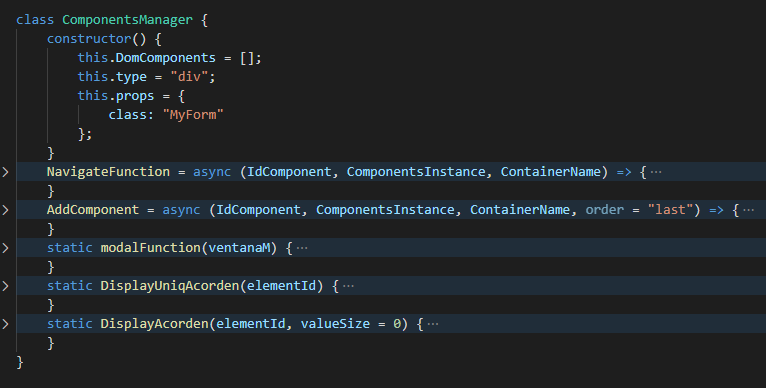 class ComponentsManager {
    constructor() {
        this.DomComponents = [];
        this.type = "div";
        this.props = {
            class: "MyForm"
        };
    }
    NavigateFunction = async (IdComponent, ComponentsInstance, ContainerName) => {···
    }
    AddComponent = async (IdComponent, ComponentsInstance, ContainerName, order = "last") => {···
    }
    static modalFunction(ventanaM) {···
    }
    static DisplayUniqAcorden(elementId) {···
    }
    static DisplayAcorden(elementId, valueSize = 0) {···
    }
}